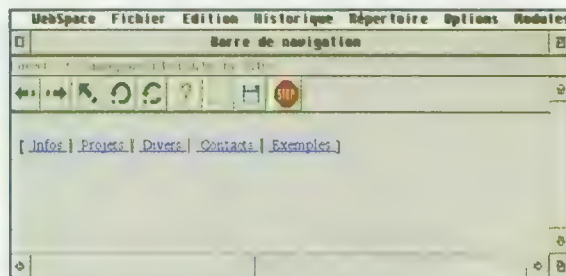 WebSpace Fichier Edition Historique Répertoire Options Modules
Barre de navigation
STOP
[ Infos | Projets | Divers | Contacts | Exemples ]